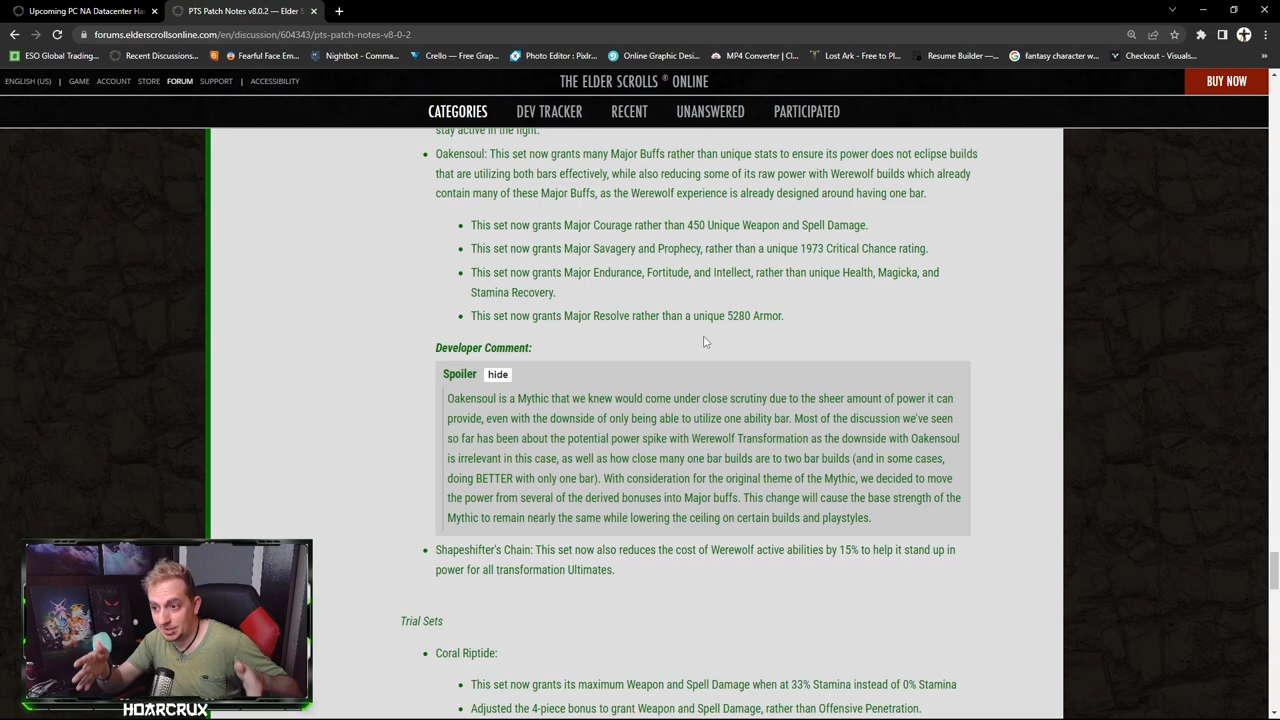 Upcoming PC NA Datacenter Ha
PTS Patch Notes v8.0.2 — Elder S
forums.elderscrollsonline.com/en/discussion/604343/pts-patch-notes-v8-0-2
ESO Global Trading... Recent Discussions... Fearful Face Em... Nightbot - Comma... Crello — Free Grap... Photo Editor : Pixlr... Online Graphic Des... MP4 Converter | Cl... Lost Ark - Free to Pl... Resume Builder —... fantasy character w... Checkout - Visuals...
ENGLISH (US) | GAME ACCOUNT STORE FORUM SUPPORT | ACCESSIBILITY
THE ELDER SCROLLS ® ONLINE
BUY NOW
CATEGORIES DEV TRACKER RECENT UNANSWERED PARTICIPATED
stay active in the fight.
Oakensoul: This set now grants many Major Buffs rather than unique stats to ensure its power does not eclipse builds
that are utilizing both bars effectively, while also reducing some of its raw power with Werewolf builds which already
contain many of these Major Buffs, as the Werewolf experience is already designed around having one bar.
This set now grants Major Courage rather than 450 Unique Weapon and Spell Damage.
This set now grants Major Savagery and Prophecy, rather than a unique 1973 Critical Chance rating.
This set now grants Major Endurance, Fortitude, and Intellect, rather than unique Health, Magicka, and
Stamina Recovery.
This set now grants Major Resolve rather than a unique 5280 Armor.
Developer Comment:
Spoiler hide
Oakensoul is a Mythic that we knew would come under close scrutiny due to the sheer amount of power it can
provide, even with the downside of only being able to utilize one ability bar. Most of the discussion we've seen
so far has been about the potential power spike with Werewolf Transformation as the downside with Oakensoul
is irrelevant in this case, as well as how close many one bar builds are to two bar builds (and in some cases,
doing BETTER with only one bar). With consideration for the original theme of the Mythic, we decided to move
the power from several of the derived bonuses into Major buffs. This change will cause the base strength of the
Mythic to remain nearly the same while lowering the ceiling on certain builds and playstyles.
Shapeshifter's Chain: This set now also reduces the cost of Werewolf active abilities by 15% to help it stand up in
power for all transformation Ultimates.
Trial Sets
Coral Riptide:
This set now grants its maximum Weapon and Spell Damage when at 33% Stamina instead of 0% Stamina
Adjusted the 4-piece bonus to grant Weapon and Spell Damage, rather than Offensive Penetration.
HOARCRUX